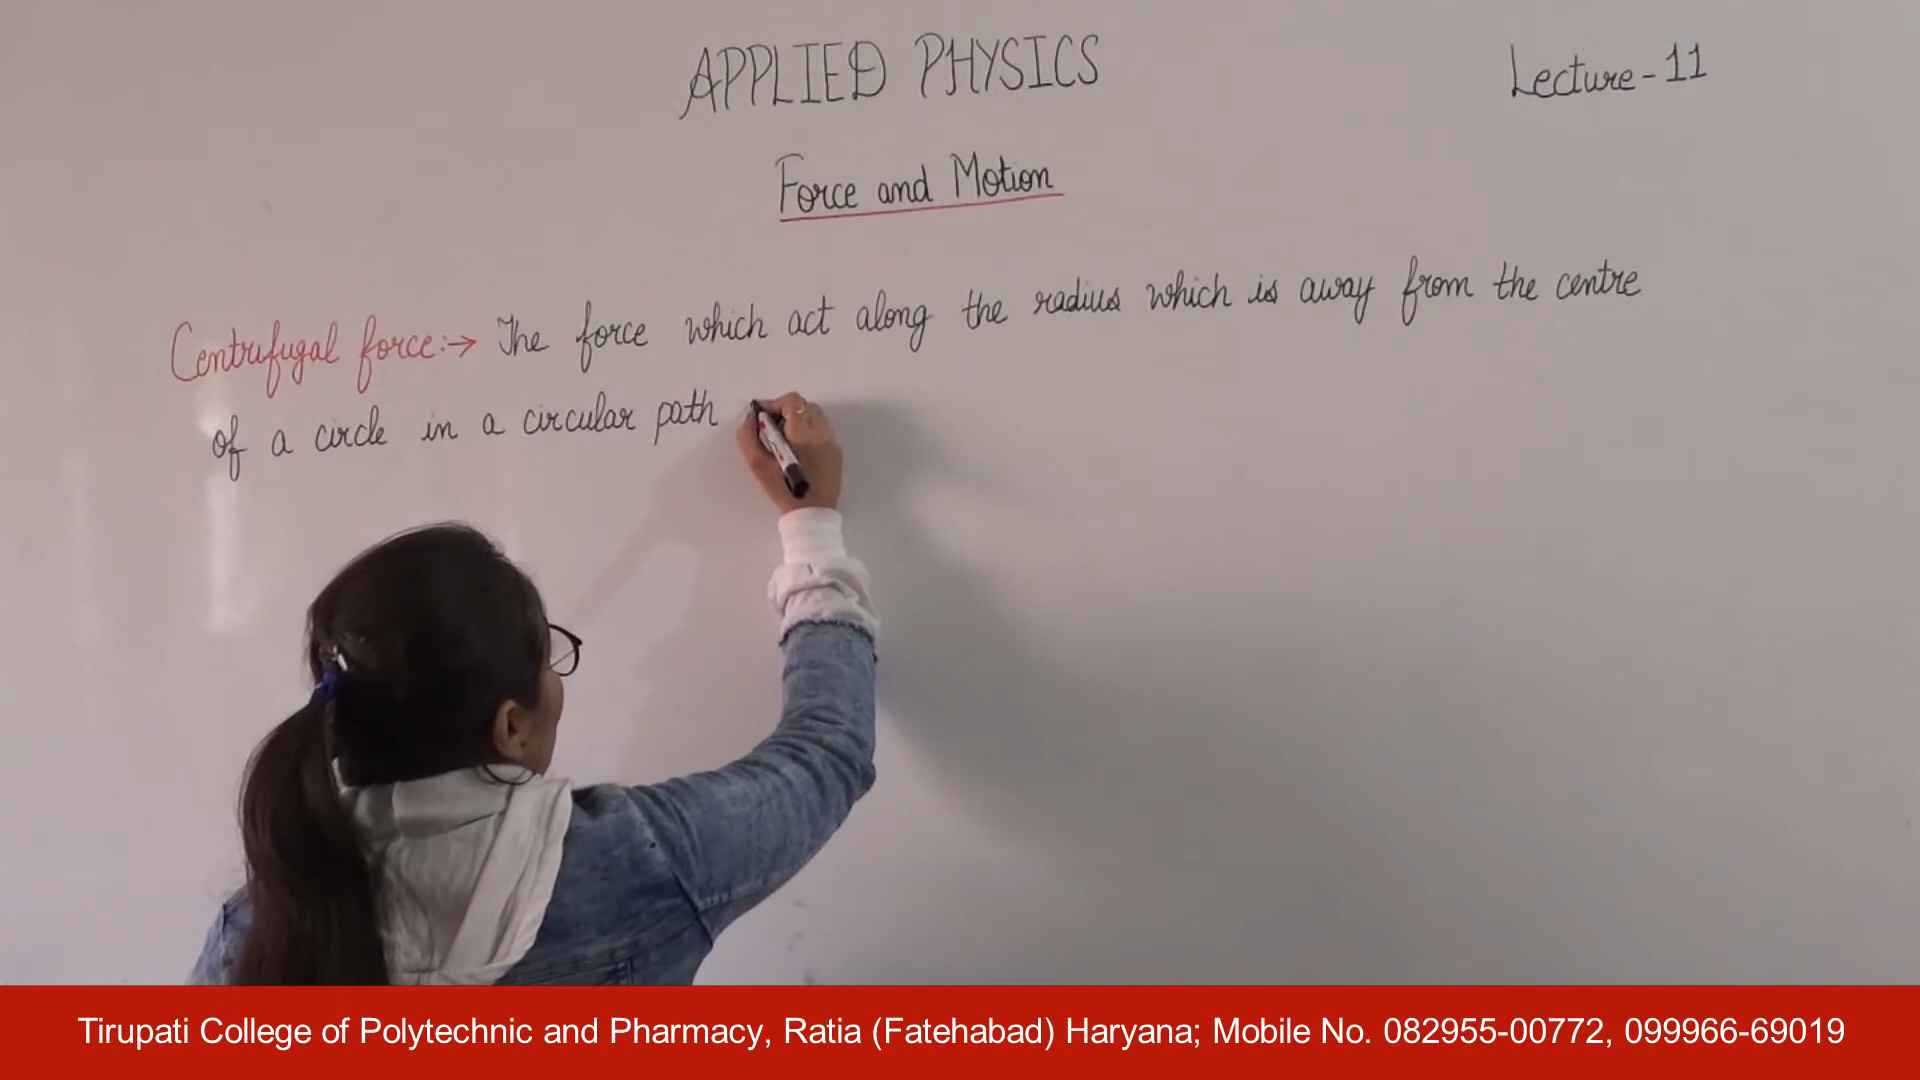 APPLIED PHYSICS
Lecture-11
Force and Motion
Centrifugal force:→ The force which act along the radius which is away from the centre
of a circle in a circular path
Tirupati College of Polytechnic and Pharmacy, Ratia (Fatehabad) Haryana; Mobile No. 082955-00772, 099966-69019